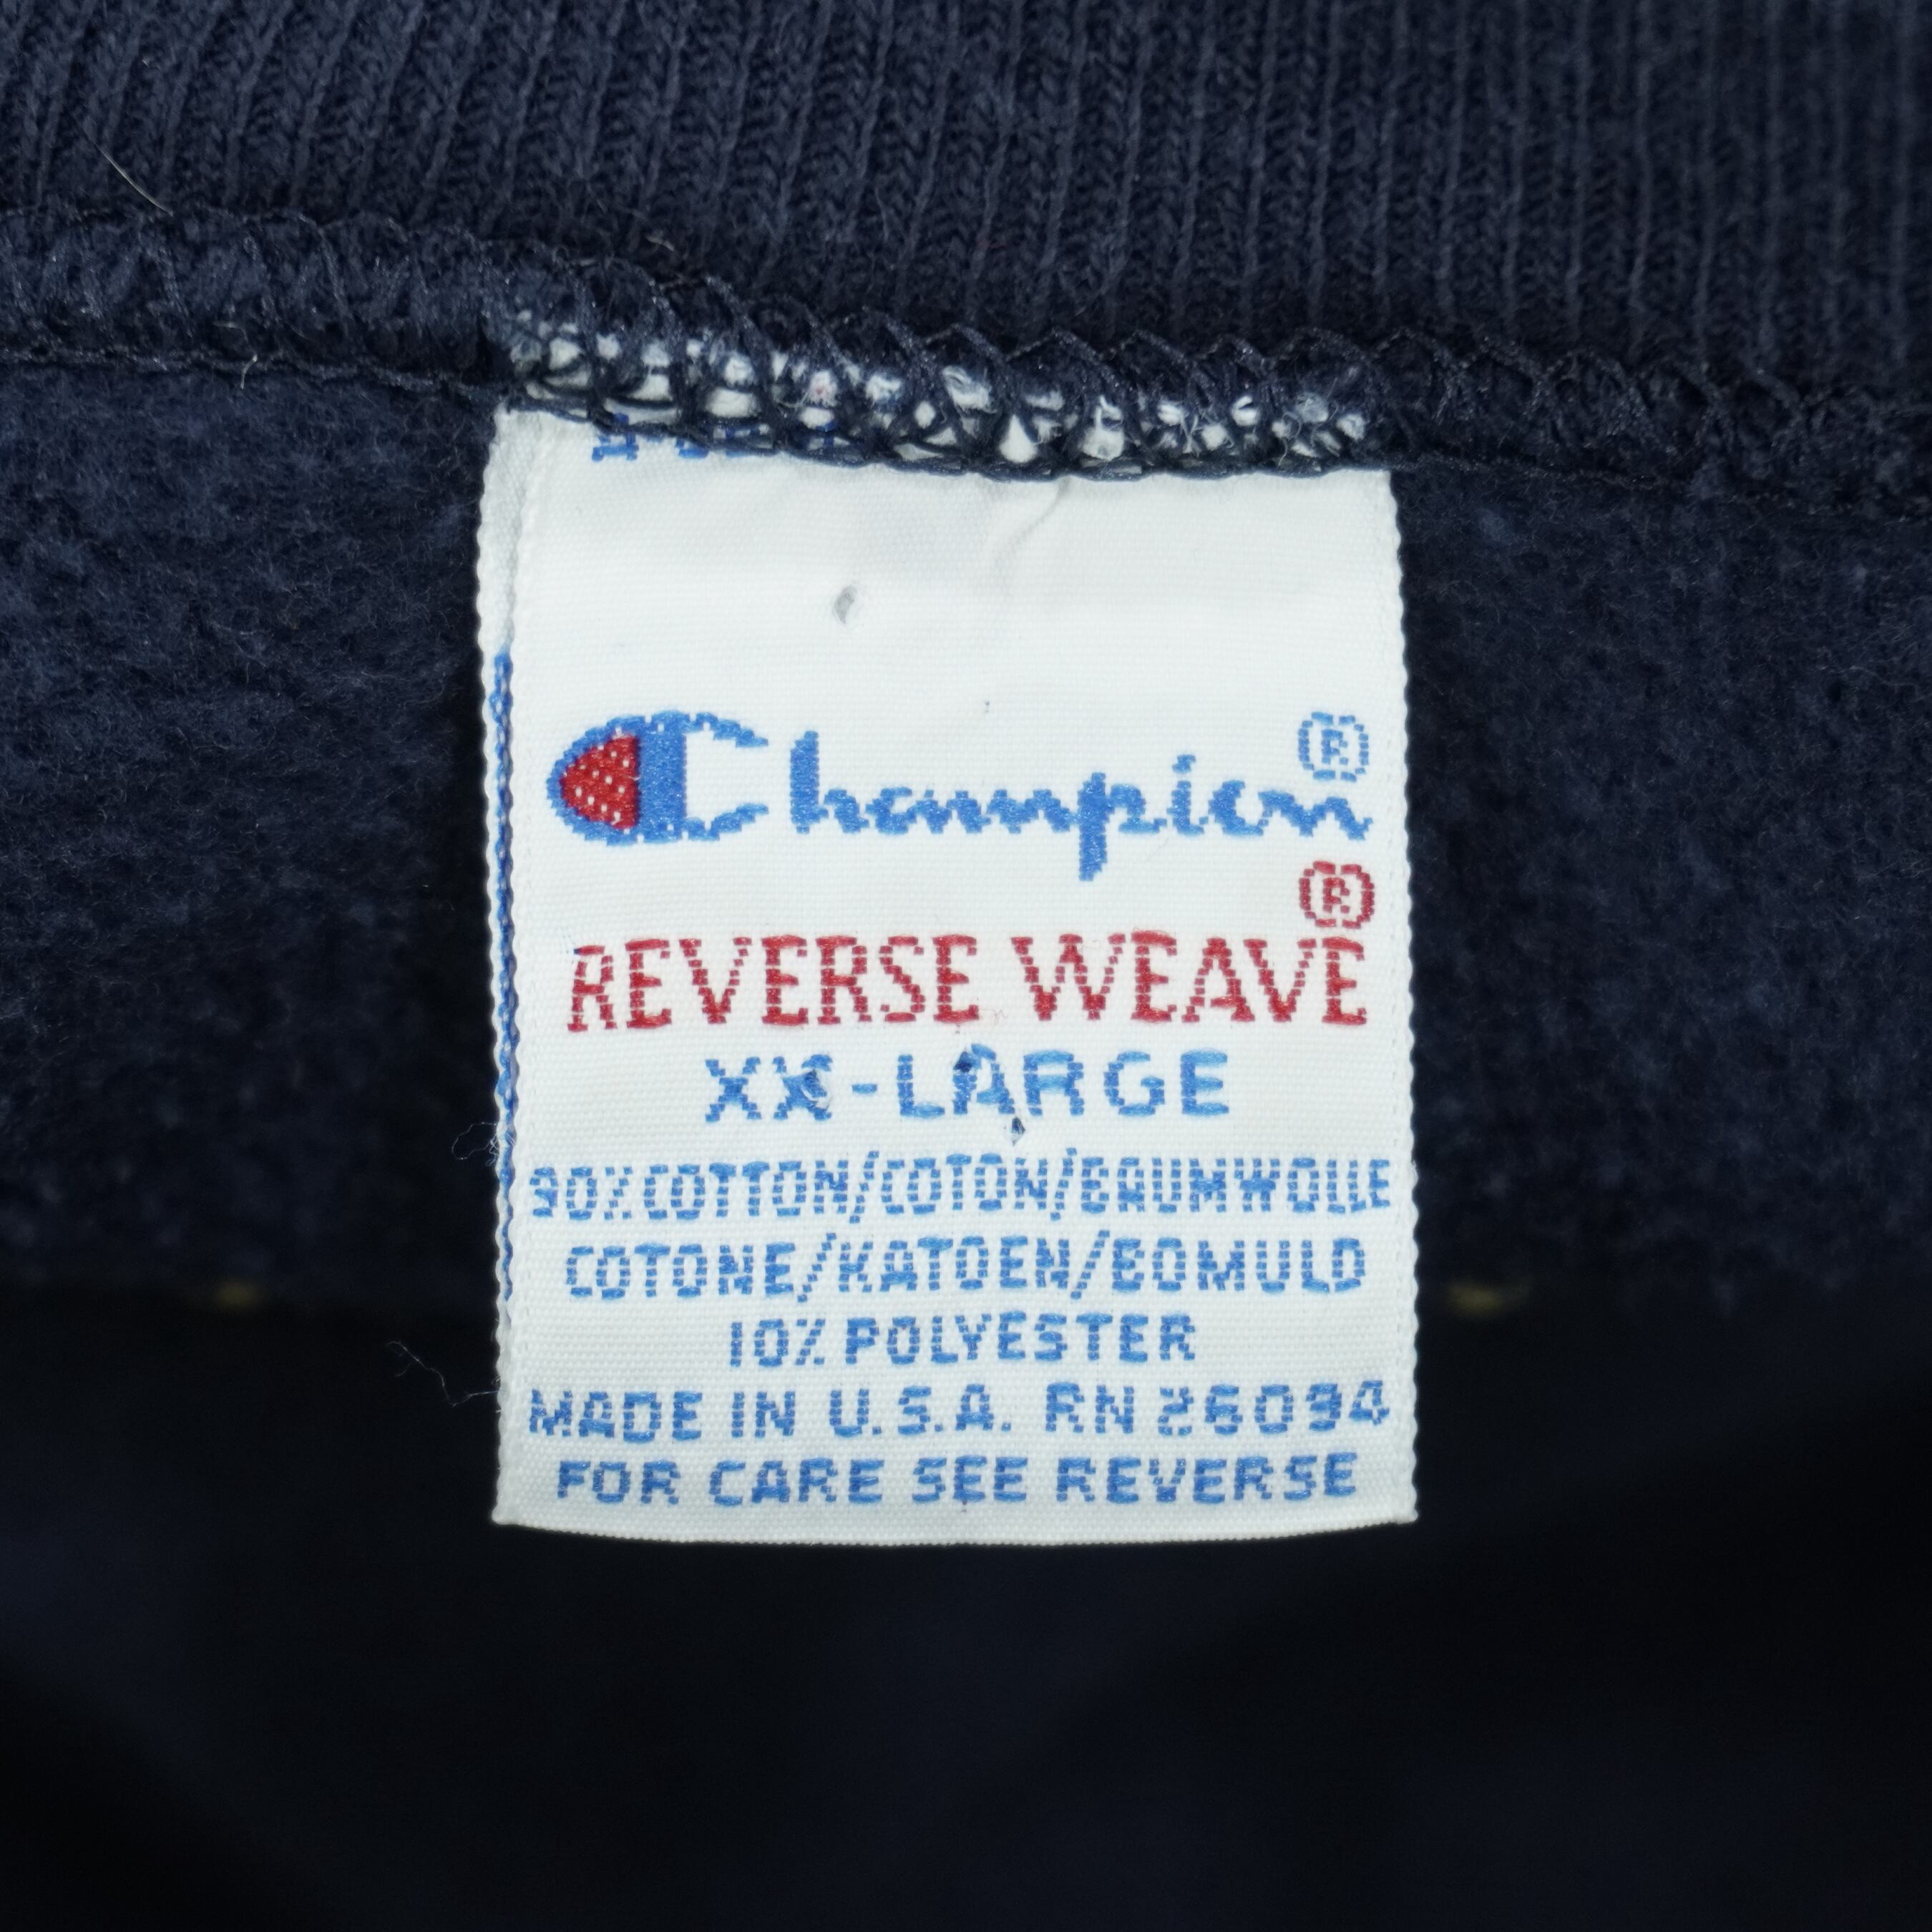 Champion®
REVERSE WEAVE®
XX-LARGE
90% COTTON/COTON/BAUMWOLLE
COTONE/KATOEN/BOMULD
10% POLYESTER
MADE IN U.S.A. RN 26094
FOR CARE SEE REVERSE